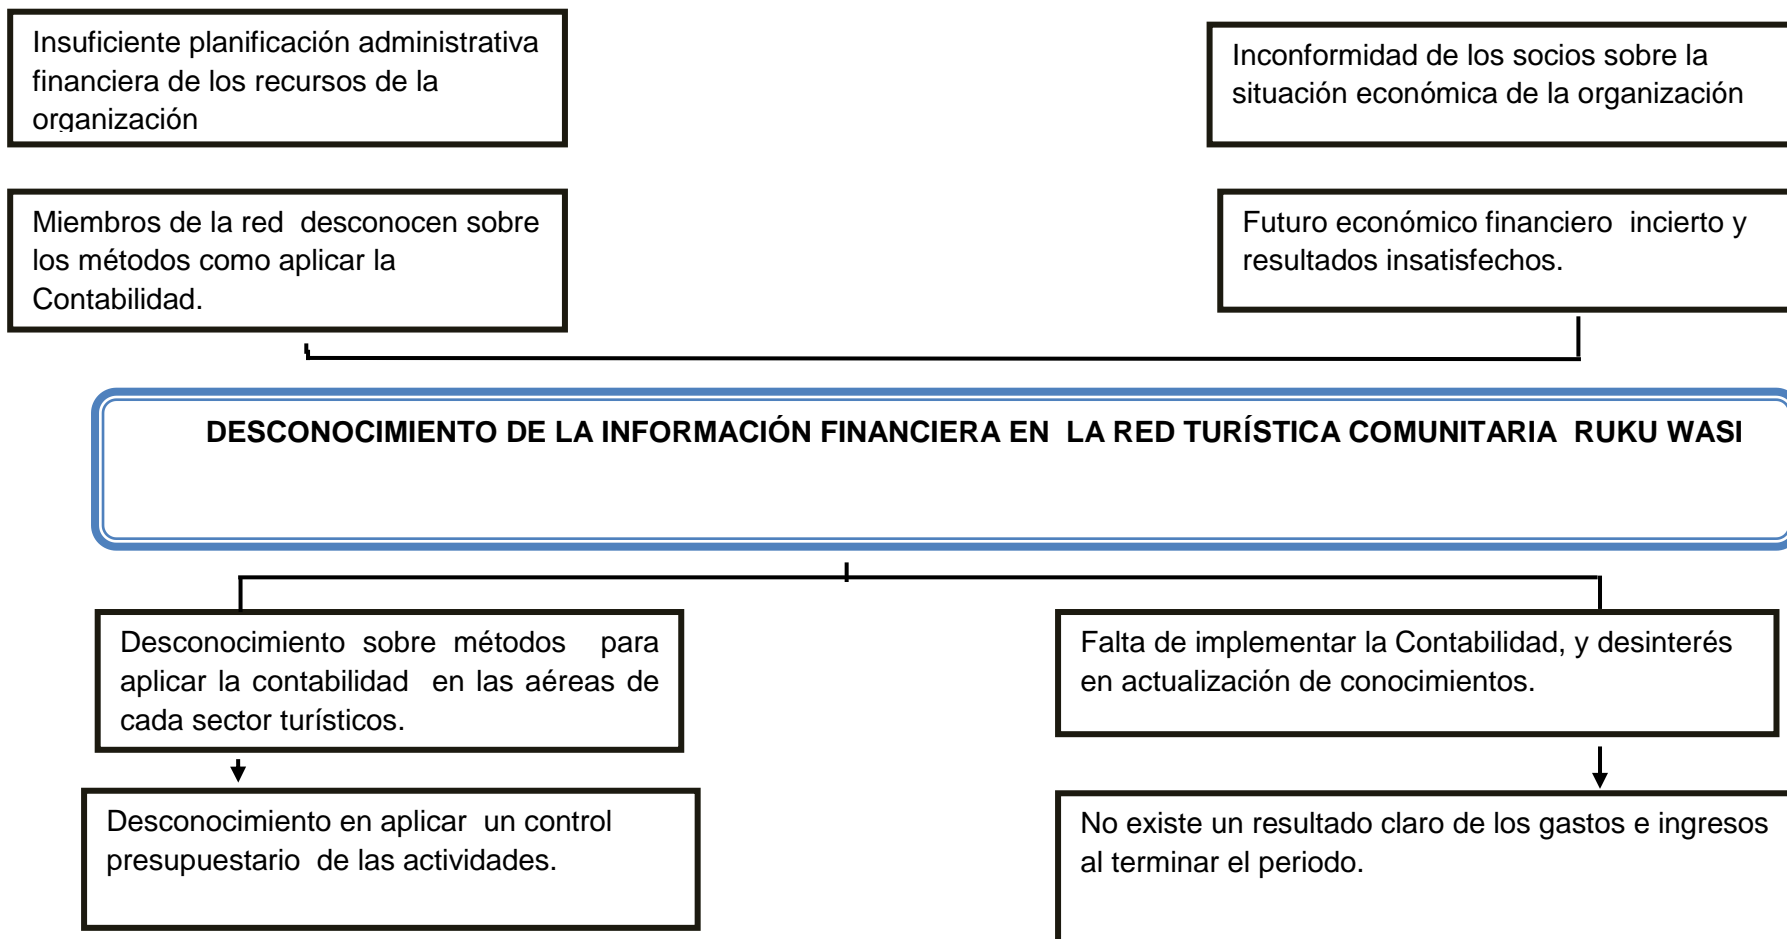 Insuficiente planificación administrativa
financiera de los recursos de la
organización
Inconformidad de los socios sobre la
situación económica de la organización
Miembros de la red desconocen sobre
los métodos como aplicar la
Contabilidad.
Futuro económico financiero incierto y
resultados insatisfechos.
DESCONOCIMIENTO DE LA INFORMACIÓN FINANCIERA EN LA RED TURÍSTICA COMUNITARIA RUKU WASI
Desconocimiento sobre métodos para
aplicar la contabilidad en las aéreas de
cada sector turísticos.
Falta de implementar la Contabilidad, y desinterés
en actualización de conocimientos.
Desconocimiento en aplicar un control
presupuestario de las actividades.
No existe un resultado claro de los gastos e ingresos
al terminar el periodo.